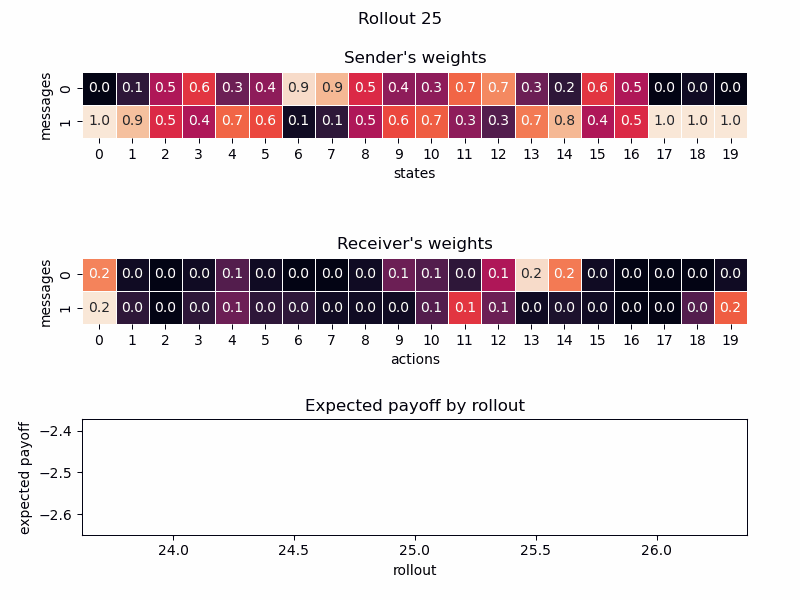 Rollout 25
Sender's weights
messages
0 0.0 0.1 0.5 0.6 0.3 0.4 0.9 0.9 0.5 0.4 0.3 0.7 0.7 0.3 0.2 0.6 0.5 0.0 0.0 0.0
1 1.0 0.9 0.5 0.4 0.7 0.6 0.1 0.1 0.5 0.6 0.7 0.3 0.3 0.7 0.8 0.4 0.5 1.0 1.0 1.0
0 1 2 3 4 5 6 7 8 9 10 11 12 13 14 15 16 17 18 19
states
Receiver's weights
messages
0 0.2 0.0 0.0 0.0 0.1 0.0 0.0 0.0 0.0 0.1 0.1 0.0 0.1 0.2 0.2 0.0 0.0 0.0 0.0 0.0
1 0.2 0.0 0.0 0.0 0.1 0.0 0.0 0.0 0.0 0.0 0.1 0.1 0.1 0.0 0.0 0.0 0.0 0.0 0.0 0.2
0 1 2 3 4 5 6 7 8 9 10 11 12 13 14 15 16 17 18 19
actions
Expected payoff by rollout
expected payoff
−2.4
−2.5
−2.6
24.0 24.5 25.0 25.5 26.0
rollout